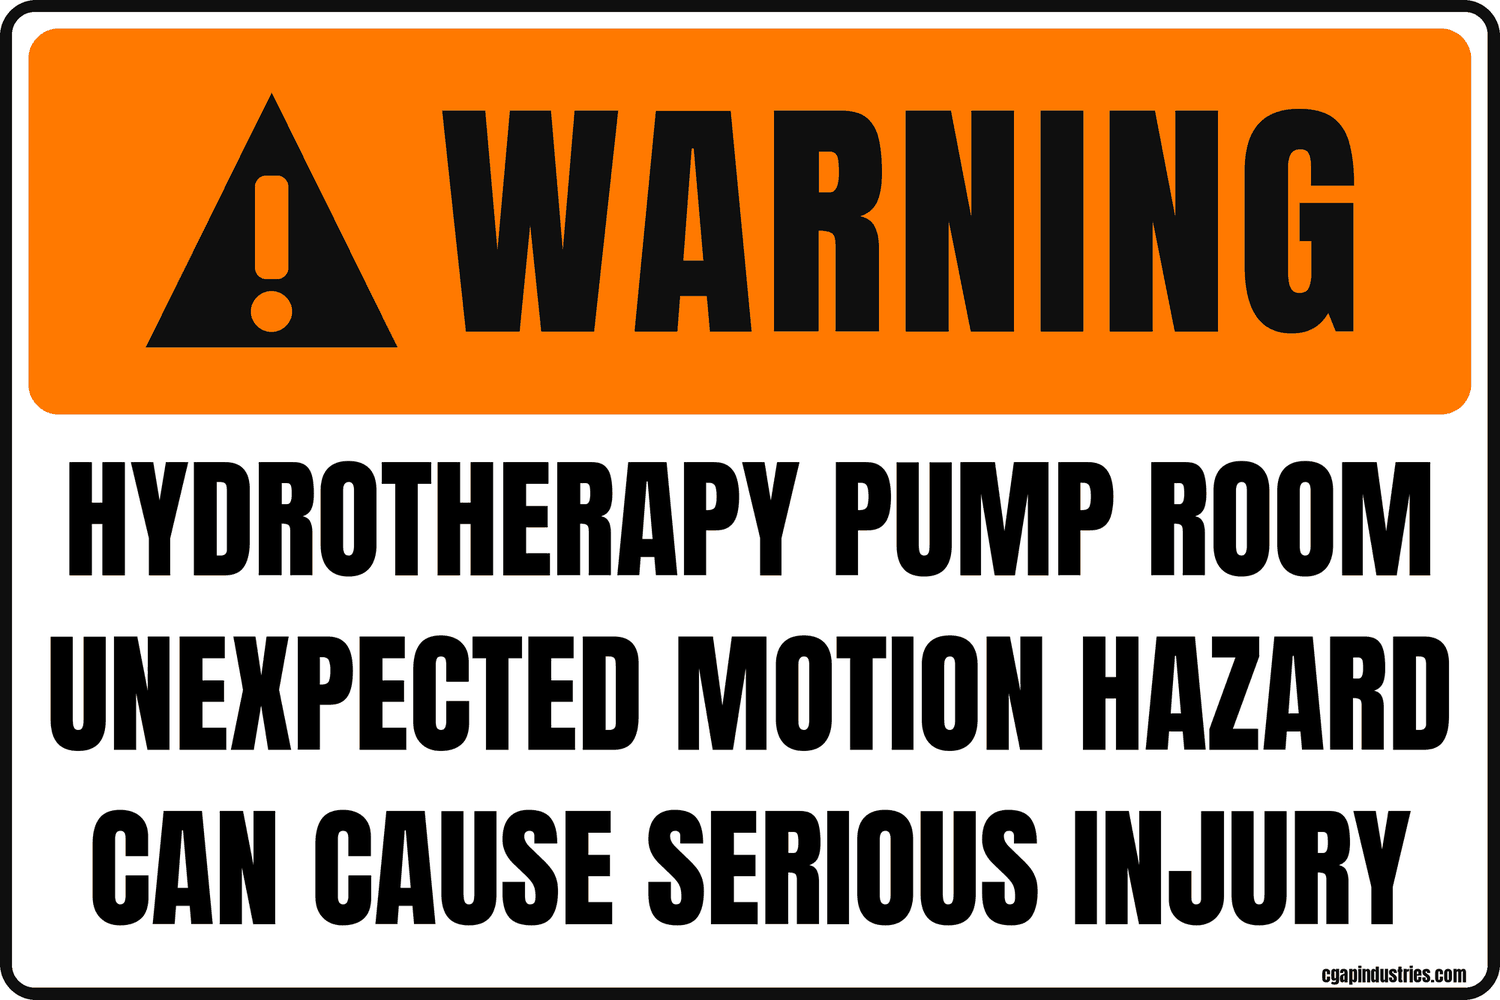 WARNING
HYDROTHERAPY PUMP ROOM
UNEXPECTED MOTION HAZARD
CAN CAUSE SERIOUS INJURY
cgapindustries.com